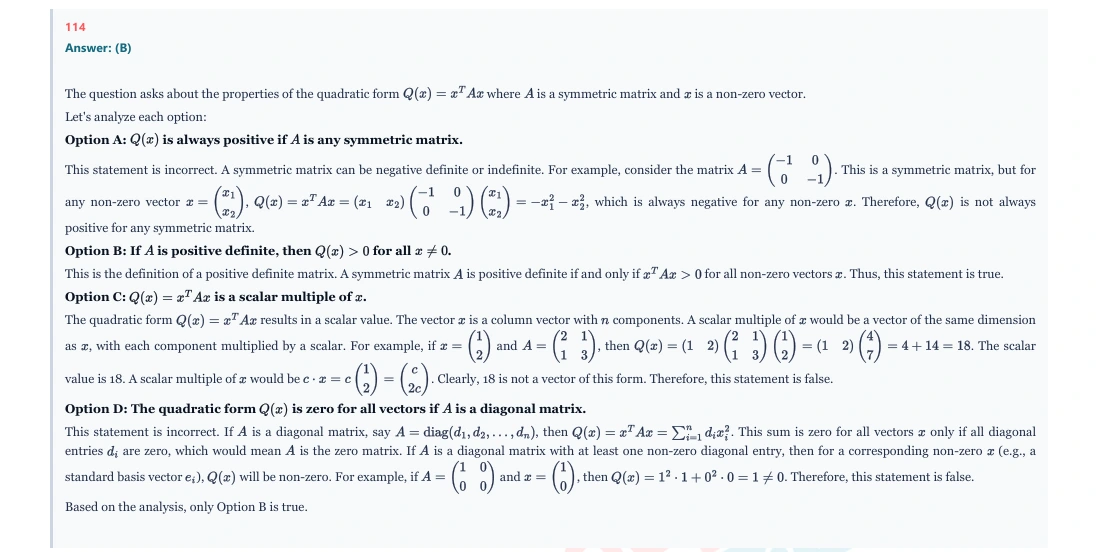 114
Answer: (B)
The question asks about the properties of the quadratic form Q(x) = xᵀAx where A is a symmetric matrix and x is a non-zero vector.
Let's analyze each option:
Option A: Q(x) is always positive if A is any symmetric matrix.
This statement is incorrect. A symmetric matrix can be negative definite or indefinite. For example, consider the matrix A = (−1 0; 0 −1). This is a symmetric matrix, but for
any non-zero vector x = (x₁; x₂), Q(x) = xᵀAx = (x₁ x₂) (−1 0; 0 −1) (x₁; x₂) = −x₁² − x₂², which is always negative for any non-zero x. Therefore, Q(x) is not always
positive for any symmetric matrix.
Option B: If A is positive definite, then Q(x) > 0 for all x ≠ 0.
This is the definition of a positive definite matrix. A symmetric matrix A is positive definite if and only if xᵀAx > 0 for all non-zero vectors x. Thus, this statement is true.
Option C: Q(x) = xᵀAx is a scalar multiple of x.
The quadratic form Q(x) = xᵀAx results in a scalar value. The vector x is a column vector with n components. A scalar multiple of x would be a vector of the same dimension
as x, with each component multiplied by a scalar. For example, if x = (1; 2) and A = (2 1; 1 3), then Q(x) = (1 2) (2 1; 1 3) (1; 2) = (1 2) (4; 7) = 4 + 14 = 18. The scalar
value is 18. A scalar multiple of x would be c · x = c (1; 2) = (c; 2c). Clearly, 18 is not a vector of this form. Therefore, this statement is false.
Option D: The quadratic form Q(x) is zero for all vectors if A is a diagonal matrix.
This statement is incorrect. If A is a diagonal matrix, say A = diag(d₁, d₂, . . . , dₙ), then Q(x) = xᵀAx = ∑ⁿᵢ₌₁ dᵢxᵢ². This sum is zero for all vectors x only if all diagonal
entries dᵢ are zero, which would mean A is the zero matrix. If A is a diagonal matrix with at least one non-zero diagonal entry, then for a corresponding non-zero x (e.g., a
standard basis vector eᵢ), Q(x) will be non-zero. For example, if A = (1 0; 0 0) and x = (1; 0), then Q(x) = 1² · 1 + 0² · 0 = 1 ≠ 0. Therefore, this statement is false.
Based on the analysis, only Option B is true.